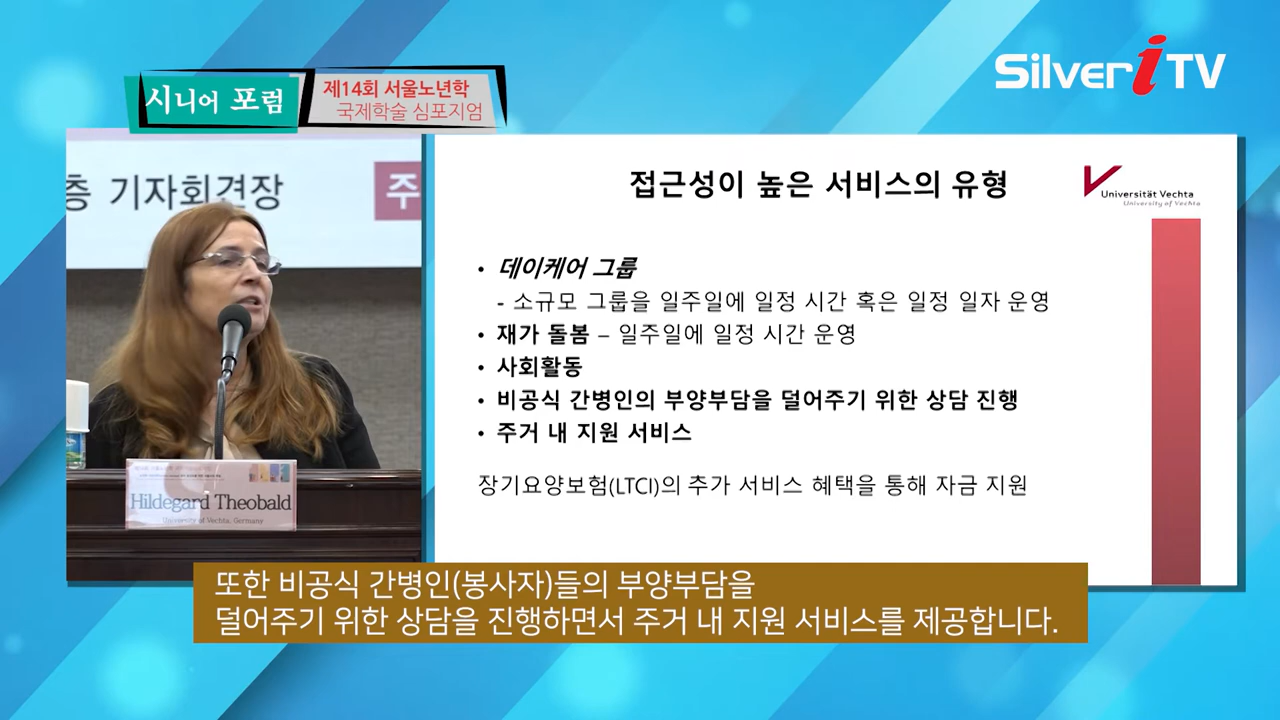 Silver i TV
시니어 포럼
제14회 서울노년학
국제학술 심포지엄
층 기자회견장
주
Hildegard Theobald
University of Vechta, Germany
접근성이 높은 서비스의 유형
Universität Vechta
University of Vechta
• 데이케어 그룹
- 소규모 그룹을 일주일에 일정 시간 혹은 일정 일자 운영
• 재가 돌봄 – 일주일에 일정 시간 운영
• 사회활동
• 비공식 간병인의 부양부담을 덜어주기 위한 상담 진행
• 주거 내 지원 서비스
장기요양보험(LTCI)의 추가 서비스 혜택을 통해 자금 지원
또한 비공식 간병인(봉사자)들의 부양부담을
덜어주기 위한 상담을 진행하면서 주거 내 지원 서비스를 제공합니다.